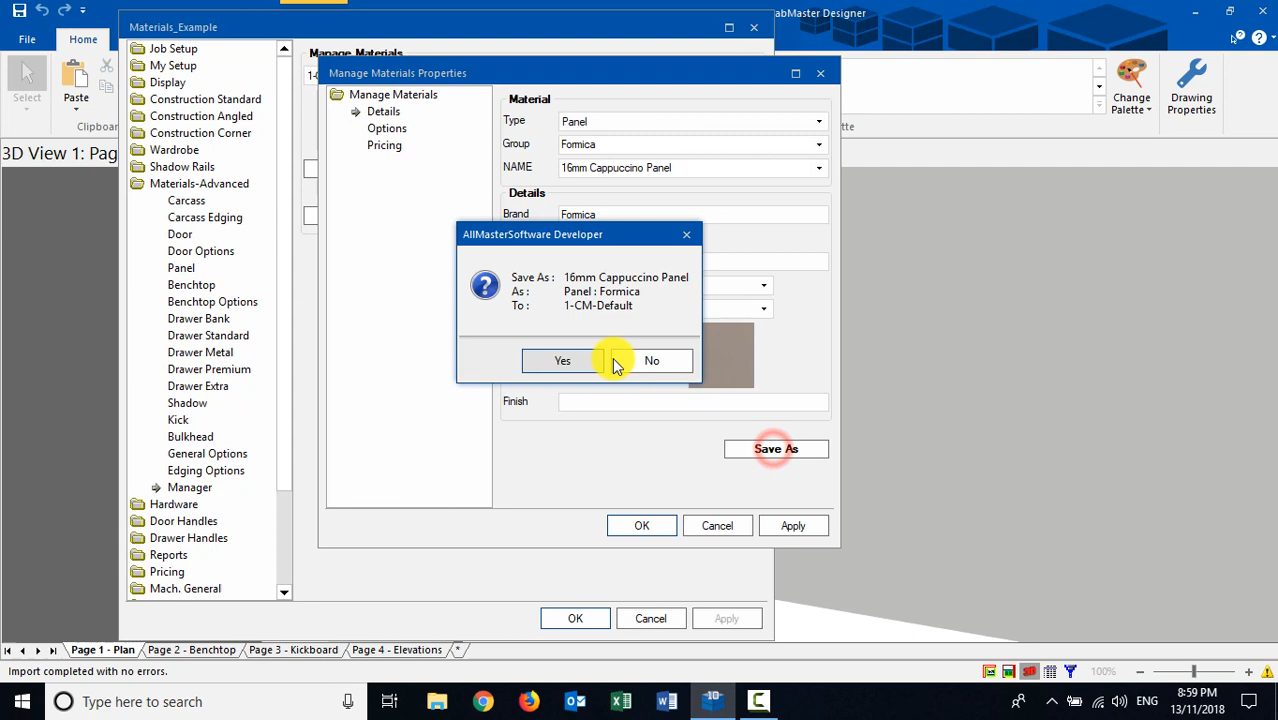 abMaster Designer
File
Home
Select
Paste
Clipboar
Change
Palette
Drawing
Properties
tte
3D View 1: Pag
Materials_Example
Job Setup
My Setup
Display
Construction Standard
Construction Angled
Construction Corner
Wardrobe
Shadow Rails
Materials-Advanced
Carcass
Carcass Edging
Door
Door Options
Panel
Benchtop
Benchtop Options
Drawer Bank
Drawer Standard
Drawer Metal
Drawer Premium
Drawer Extra
Shadow
Kick
Bulkhead
General Options
Edging Options
Manager
Hardware
Door Handles
Drawer Handles
Reports
Pricing
Mach. General
Manage Materials
Manage Materials Properties
Manage Materials
Details
Options
Pricing
Material
Type Panel
Group Formica
NAME 16mm Cappuccino Panel
Details
Brand Formica
AllMasterSoftware Developer
Save As : 16mm Cappuccino Panel
As : Panel : Formica
To : 1-CM-Default
Yes No
Finish
Save As
OK Cancel Apply
OK Cancel Apply
Page 1 - Plan Page 2 - Benchtop Page 3 - Kickboard Page 4 - Elevations *
Import completed with no errors.
100%
Type here to search
ENG
8:59 PM
13/11/2018